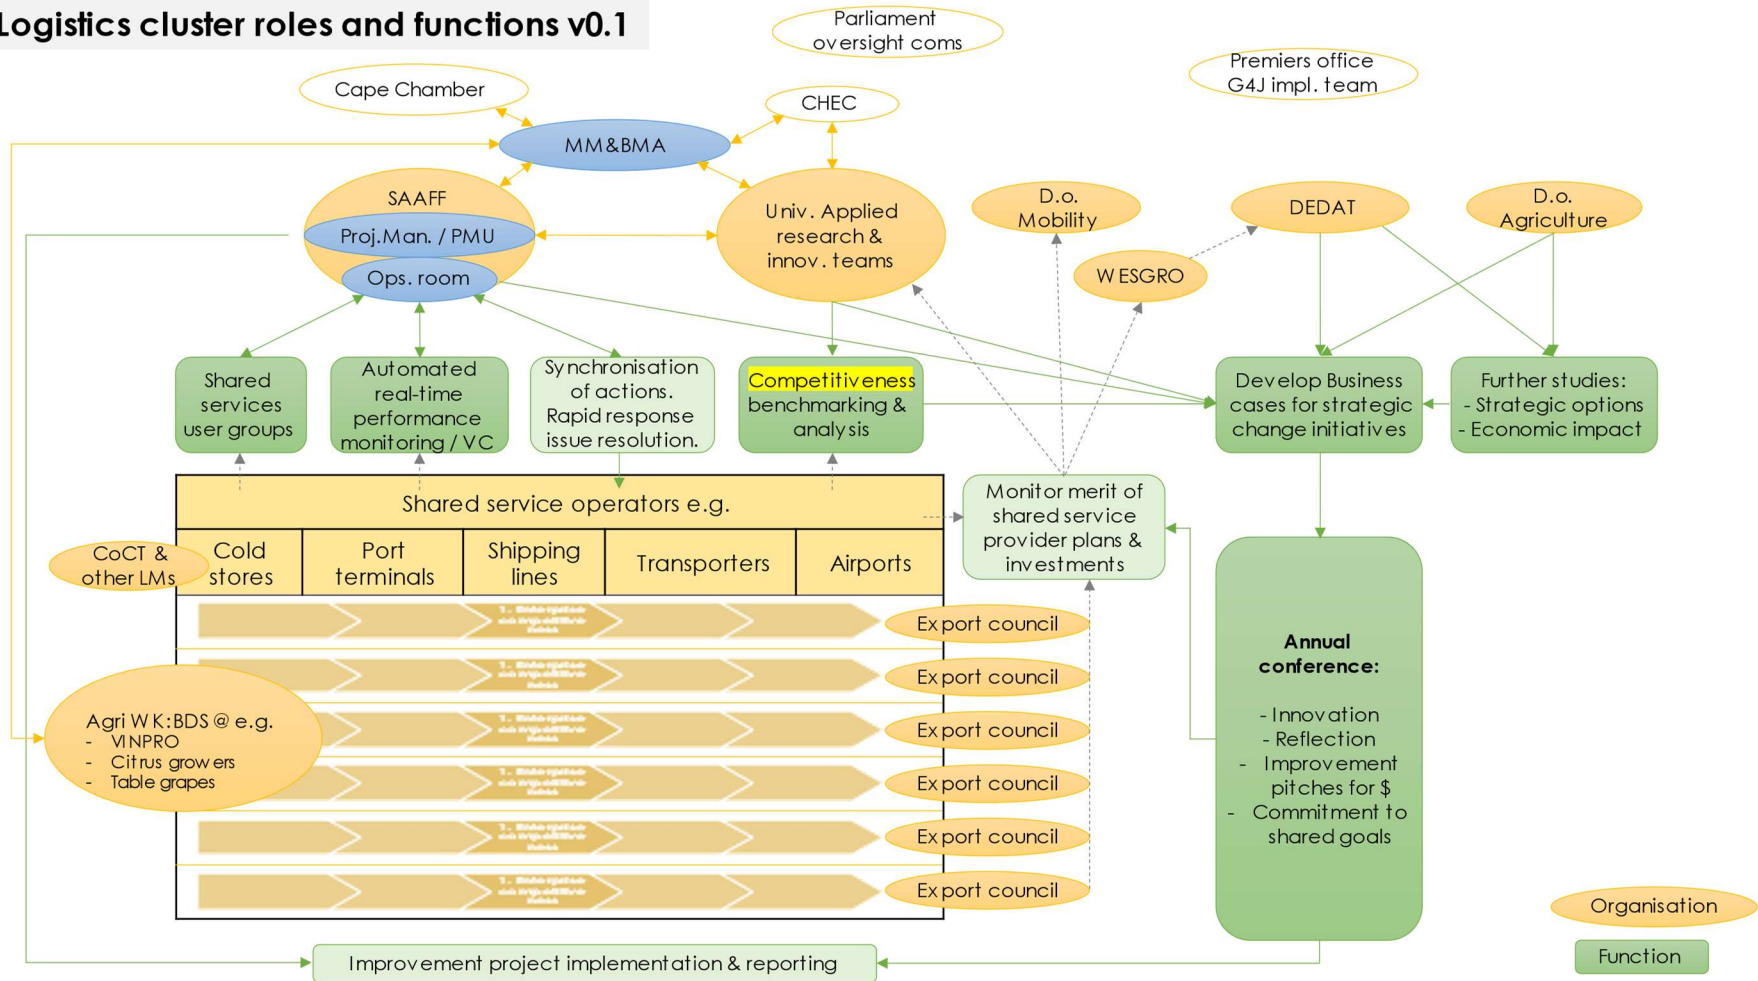 Logistics cluster roles and functions v0.1
Parliament
oversight coms
Premiers office
G4J impl. team
Cape Chamber
CHEC
MM&BMA
SAAFF
Proj.Man. / PMU
Ops. room
Univ. Applied
research &
innov. teams
D.o.
Mobility
WESGRO
DEDAT
D.o.
Agriculture
Shared
services
user groups
Automated
real-time
performance
monitoring / VC
Synchronisation
of actions.
Rapid response
issue resolution.
Competitiveness
benchmarking &
analysis
Develop Business
cases for strategic
change initiatives
Further studies:
- Strategic options
- Economic impact
Shared service operators e.g.
Cold
stores
Port
terminals
Shipping
lines
Transporters
Airports
CoCT &
other LMs
Monitor merit of
shared service
provider plans &
investments
Export council
Export council
Export council
Export council
Export council
Export council
Agri WK:BDS @ e.g.
- VINPRO
- Citrus growers
- Table grapes
Annual
conference:
- Innovation
- Reflection
- Improvement
pitches for $
- Commitment to
shared goals
Improvement project implementation & reporting
Organisation
Function